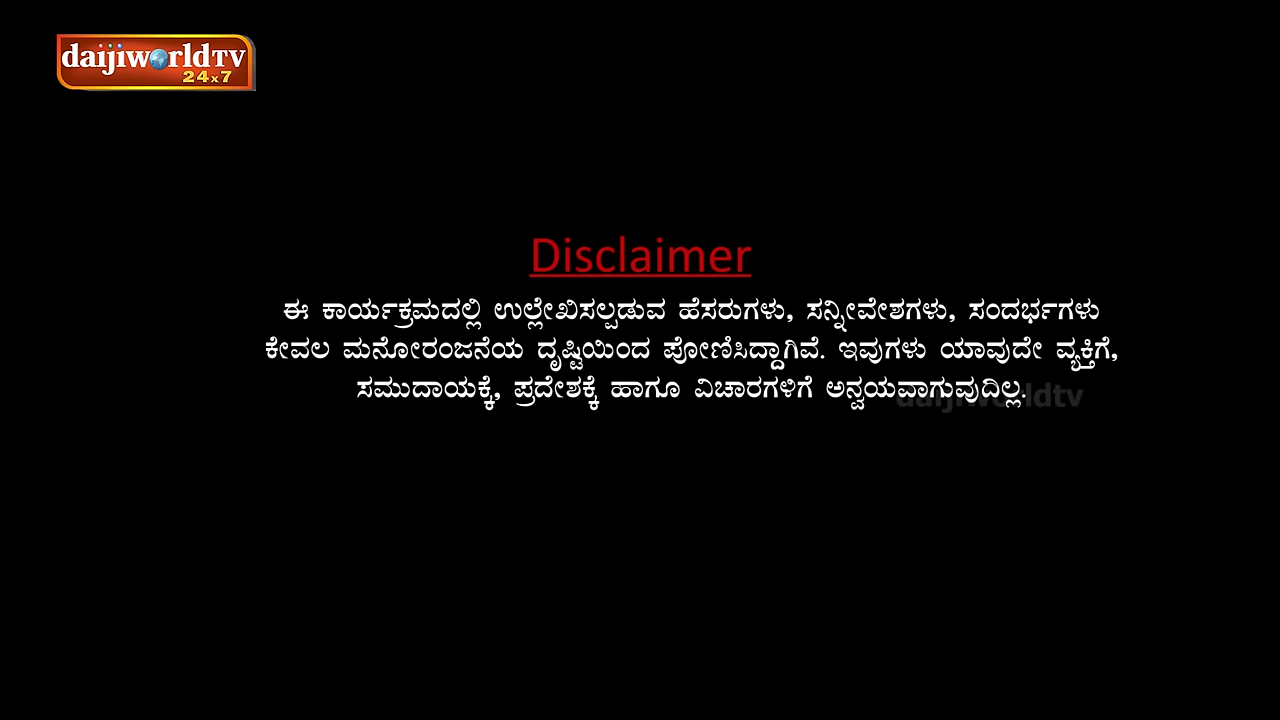 daijiworldTV
24x7
Disclaimer
ಈ ಕಾರ್ಯಕ್ರಮದಲ್ಲಿ ಉಲ್ಲೇಖಿಸಲ್ಪಡುವ ಹೆಸರುಗಳು, ಸನ್ನೀವೇಶಗಳು, ಸಂದರ್ಭಗಳು
ಕೇವಲ ಮನೋರಂಜನೆಯ ದೃಷ್ಟಿಯಿಂದ ಪೋಣಿಸಿದ್ದಾಗಿವೆ. ಇವುಗಳು ಯಾವುದೇ ವ್ಯಕ್ತಿಗೆ,
ಸಮುದಾಯಕ್ಕೆ, ಪ್ರದೇಶಕ್ಕೆ ಹಾಗೂ ವಿಚಾರಗಳಿಗೆ ಅನ್ವಯವಾಗುವುದಿಲ್ಲ.
daijiworldtv